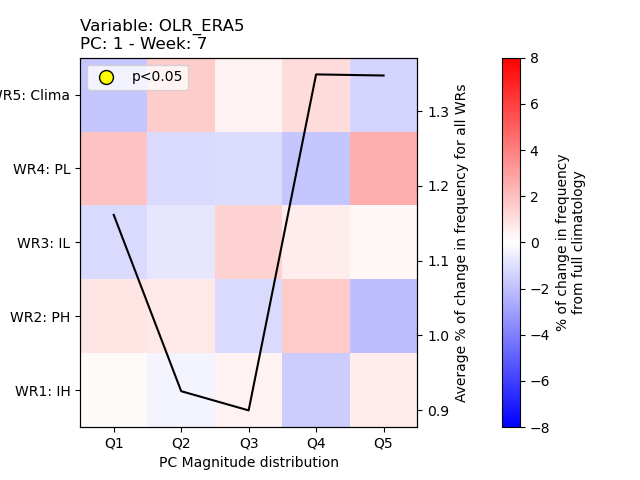 Variable: OLR_ERA5
PC: 1 - Week: 7
p<0.05
WR5: Clima
WR4: PL
WR3: IL
WR2: PH
WR1: IH
Q1 Q2 Q3 Q4 Q5
PC Magnitude distribution
1.3
1.2
1.1
1.0
0.9
Average % of change in frequency for all WRs
8
6
4
2
0
−2
−4
−6
−8
% of change in frequency
from full climatology